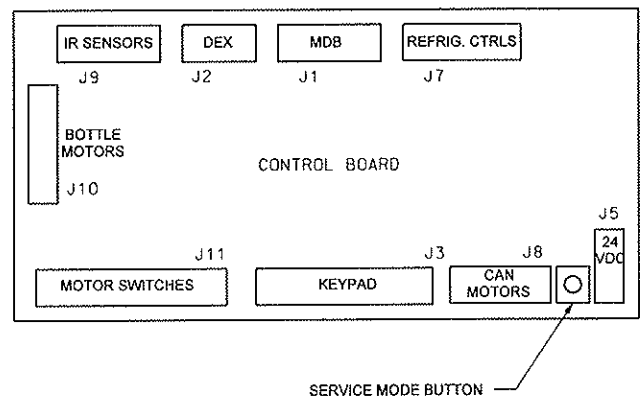 IR SENSORS
DEX
MDB
REFRIG. CTRLS
J9
J2
J1
J7
BOTTLE
MOTORS
J10
CONTROL BOARD
J5
24
VDC
J11
J3
J8
MOTOR SWITCHES
KEYPAD
CAN
MOTORS
SERVICE MODE BUTTON